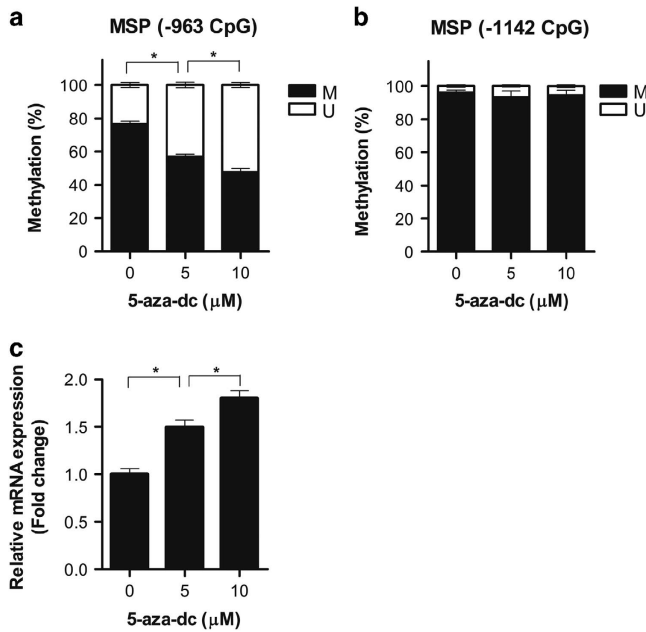 a
MSP (-963 CpG)
*
*
M
U
Methylation (%)
100
80
60
40
20
0
0 5 10
5-aza-dc (μM)
b
MSP (-1142 CpG)
M
U
Methylation (%)
100
80
60
40
20
0
0 5 10
5-aza-dc (μM)
c
*
*
Relative mRNA expression
(Fold change)
2.0
1.5
1.0
0.5
0.0
0 5 10
5-aza-dc (μM)